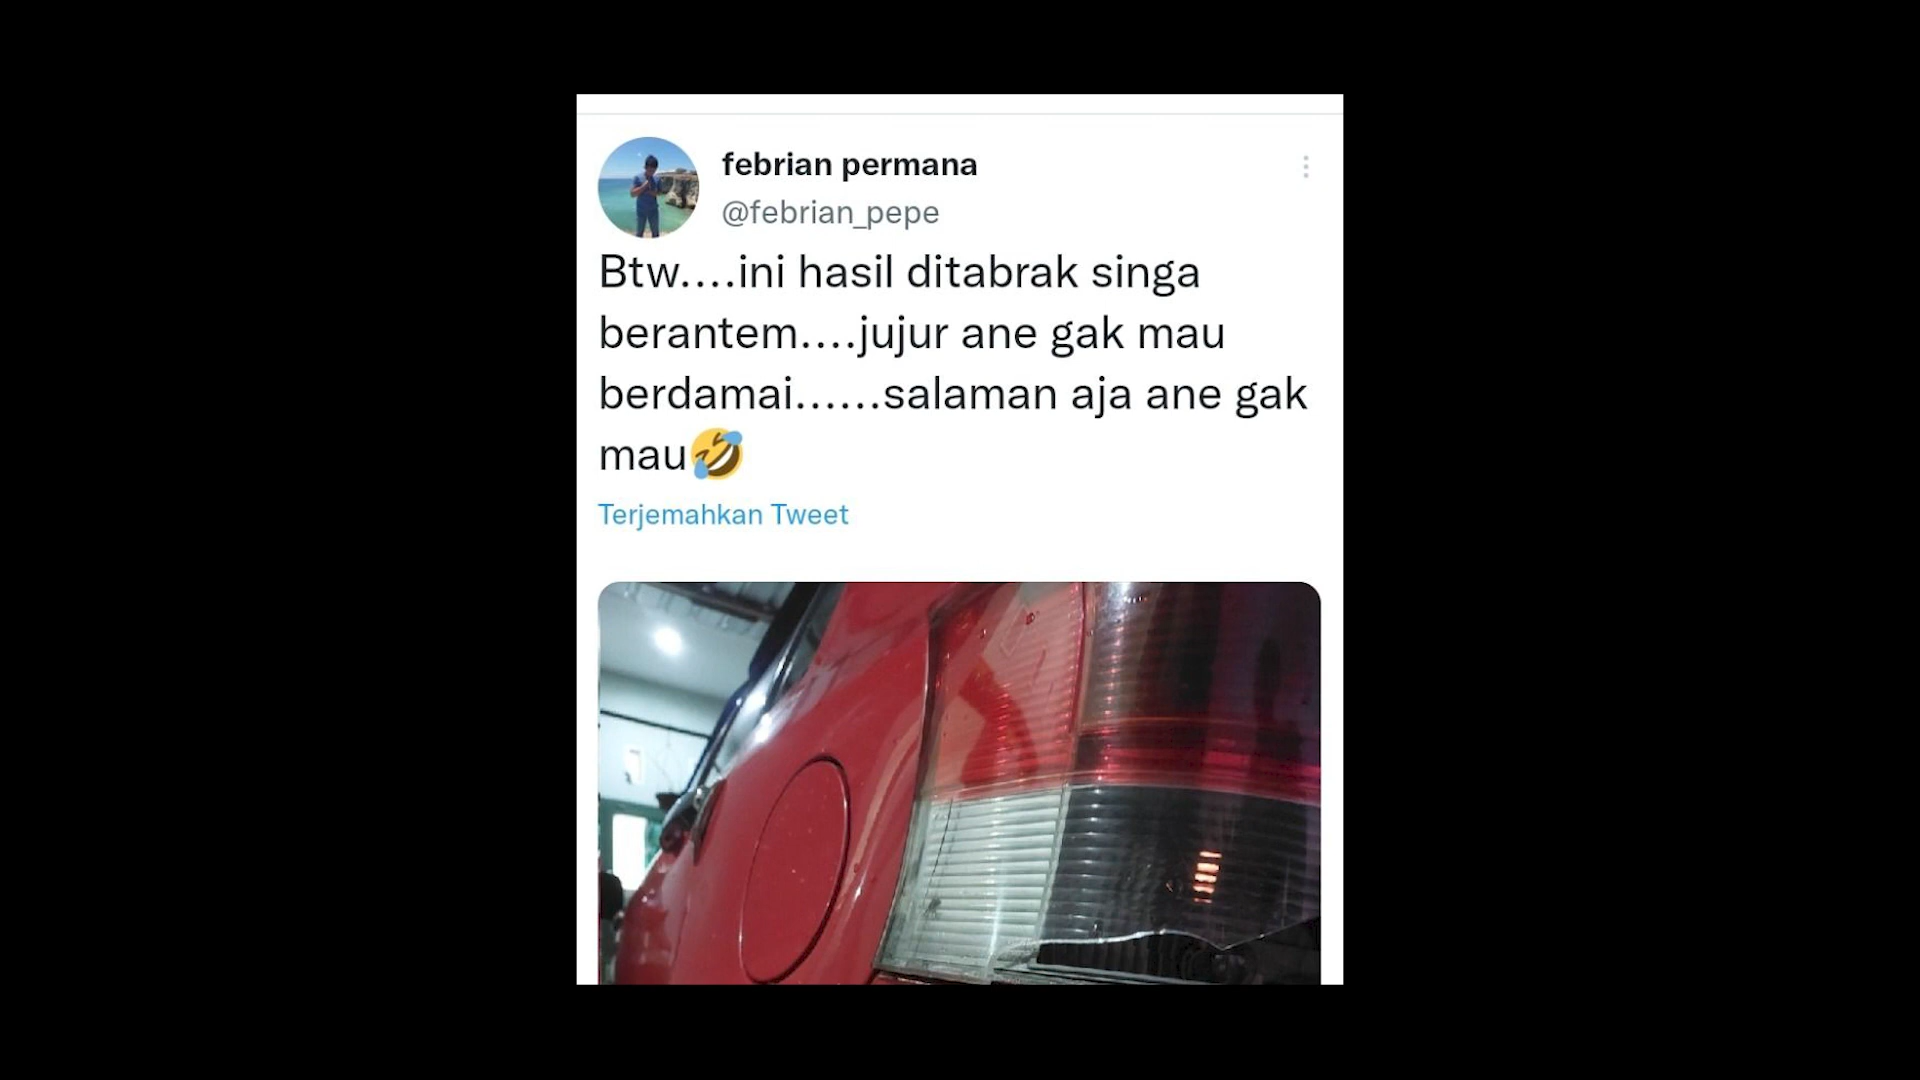 febrian permana
@febrian_pepe
Btw....ini hasil ditabrak singa
berantem....jujur ane gak mau
berdamai......salaman aja ane gak
mau🤣
Terjemahkan Tweet